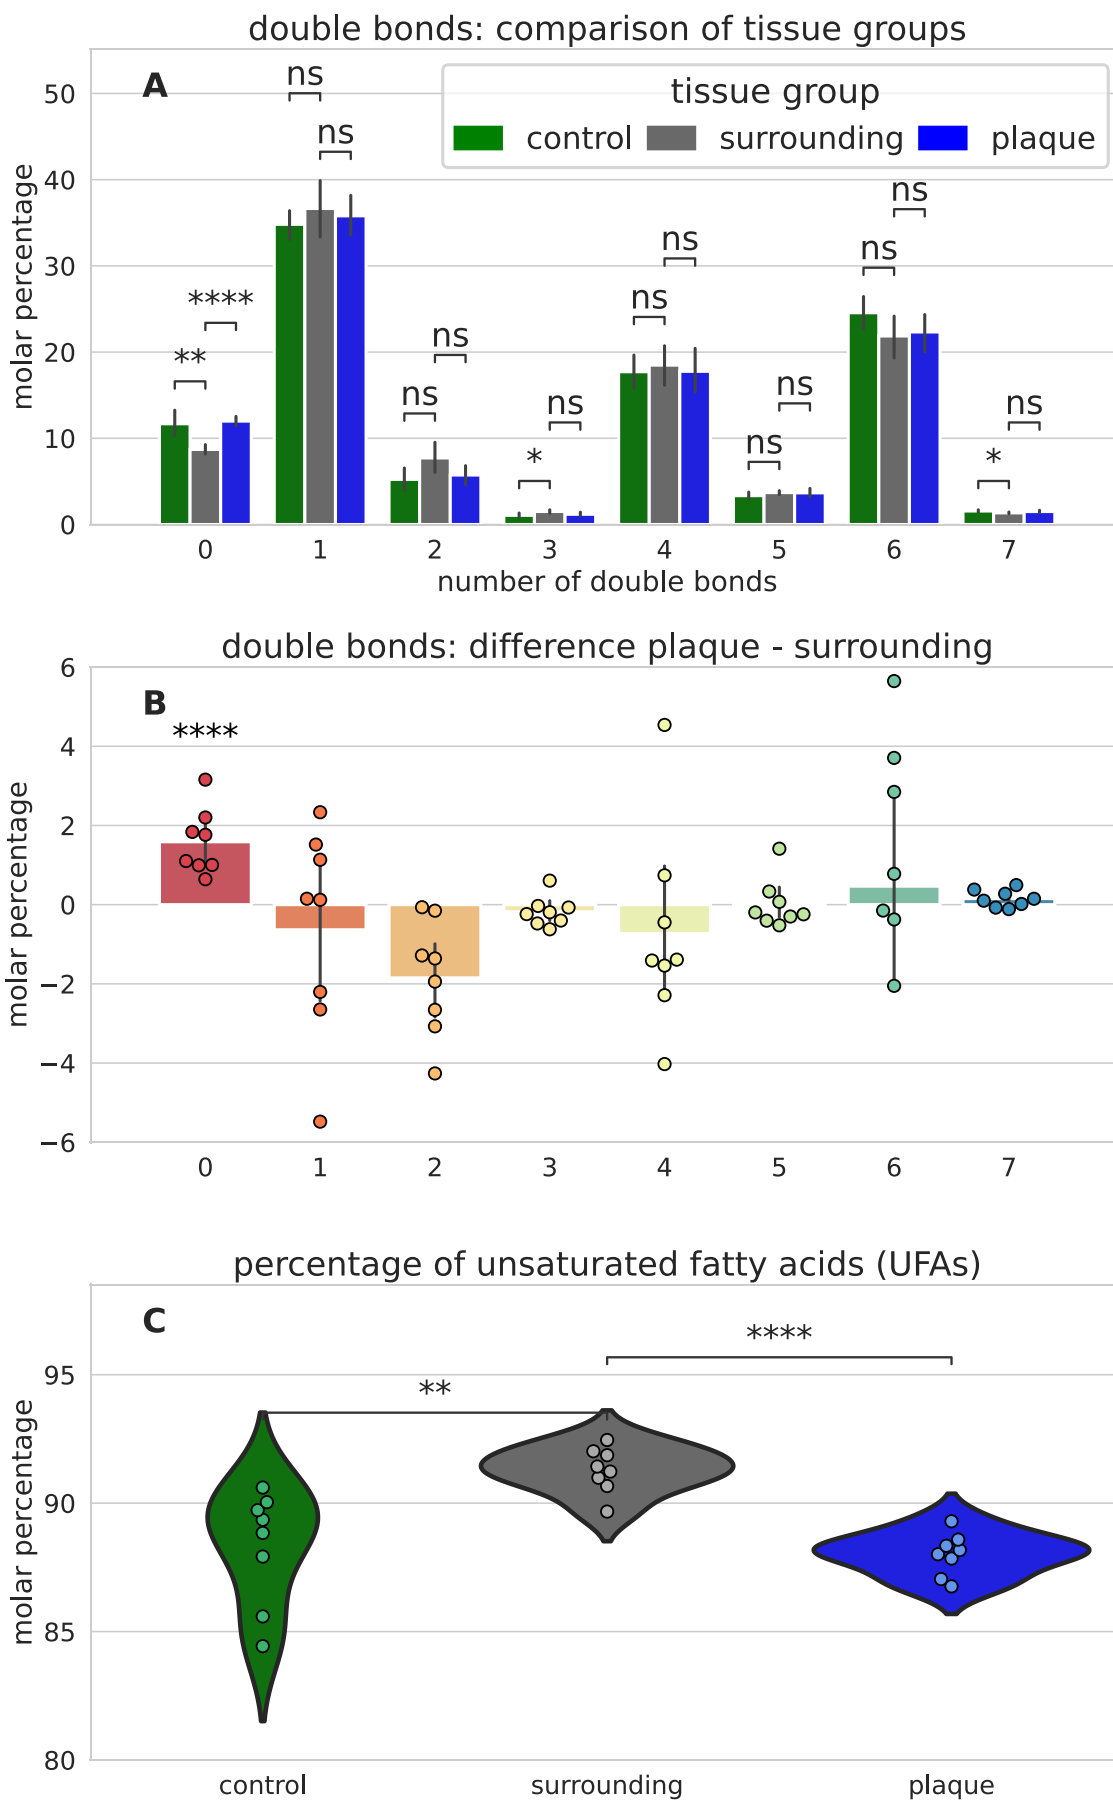 double bonds: comparison of tissue groups
A
tissue group
control surrounding plaque
molar percentage
50
40
30
20
10
0
ns
ns
ns
ns
ns
ns
****
ns
**
ns
ns
ns
ns
ns
*
*
0 1 2 3 4 5 6 7
number of double bonds
double bonds: difference plaque - surrounding
B
****
molar percentage
6
4
2
0
−2
−4
−6
0 1 2 3 4 5 6 7
percentage of unsaturated fatty acids (UFAs)
C
****
**
molar percentage
95
90
85
80
control surrounding plaque